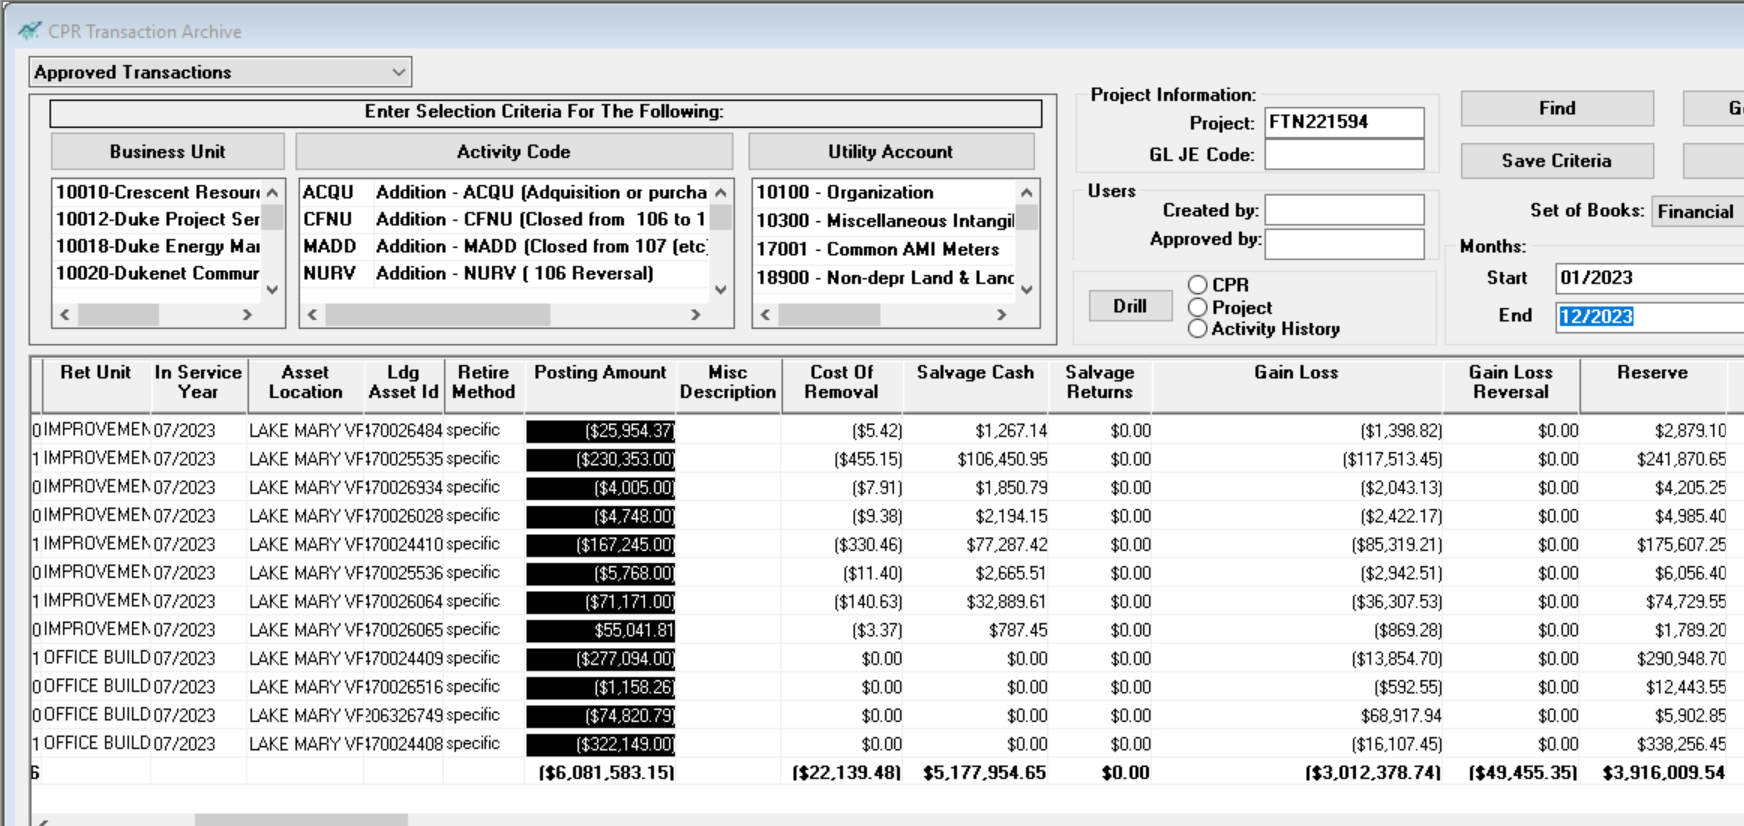 CPR Transaction Archive
Approved Transactions
Enter Selection Criteria For The Following:
Business Unit Activity Code Utility Account
10010-Crescent Resour
10012-Duke Project Ser
10018-Duke Energy Mar
10020-Dukenet Commur
ACQU Addition - ACQU (Adquisition or purcha
CFNU Addition - CFNU (Closed from 106 to 1
MADD Addition - MADD (Closed from 107 (etc)
NURV Addition - NURV ( 106 Reversal)
10100 - Organization
10300 - Miscellaneous Intangil
17001 - Common AMI Meters
18900 - Non-depr Land & Land
Project Information:
Project: FTN221594
GL JE Code:
Users
Created by:
Approved by:
Drill
CPR
Project
Activity History
Find
G
Save Criteria
Set of Books: Financial
Months:
Start 01/2023
End 12/2023
Ret Unit In Service Year Asset Location Ldg Asset Id Retire Method Posting Amount Misc Description Cost Of Removal Salvage Cash Salvage Returns Gain Loss Gain Loss Reversal Reserve
0 IMPROVEMEN 07/2023 LAKE MARY VF 170026484 specific ($25,954.37) ($5.42) $1,267.14 $0.00 ($1,398.82) $0.00 $2,879.10
1 IMPROVEMEN 07/2023 LAKE MARY VF 170025535 specific ($230,353.00) ($455.15) $106,450.95 $0.00 ($117,513.45) $0.00 $241,870.65
0 IMPROVEMEN 07/2023 LAKE MARY VF 170026934 specific ($4,005.00) ($7.91) $1,850.79 $0.00 ($2,043.13) $0.00 $4,205.25
0 IMPROVEMEN 07/2023 LAKE MARY VF 170026028 specific ($4,748.00) ($9.38) $2,194.15 $0.00 ($2,422.17) $0.00 $4,985.40
1 IMPROVEMEN 07/2023 LAKE MARY VF 170024410 specific ($167,245.00) ($330.46) $77,287.42 $0.00 ($85,319.21) $0.00 $175,607.25
0 IMPROVEMEN 07/2023 LAKE MARY VF 170025536 specific ($5,768.00) ($11.40) $2,665.51 $0.00 ($2,942.51) $0.00 $6,056.40
1 IMPROVEMEN 07/2023 LAKE MARY VF 170026064 specific ($71,171.00) ($140.63) $32,889.61 $0.00 ($36,307.53) $0.00 $74,729.55
0 IMPROVEMEN 07/2023 LAKE MARY VF 170026065 specific $55,041.81 ($3.37) $787.45 $0.00 ($869.28) $0.00 $1,789.20
1 OFFICE BUILD 07/2023 LAKE MARY VF 170024409 specific ($277,094.00) $0.00 $0.00 $0.00 ($13,854.70) $0.00 $290,948.70
0 OFFICE BUILD 07/2023 LAKE MARY VF 170026516 specific ($1,158.26) $0.00 $0.00 $0.00 ($592.55) $0.00 $12,443.55
0 OFFICE BUILD 07/2023 LAKE MARY VF 206326749 specific ($74,820.79) $0.00 $0.00 $0.00 $68,917.94 $0.00 $5,902.85
1 OFFICE BUILD 07/2023 LAKE MARY VF 170024408 specific ($322,149.00) $0.00 $0.00 $0.00 ($16,107.45) $0.00 $338,256.45
6 ($6,081,583.15) ($22,139.48) $5,177,954.65 $0.00 ($3,012,378.74) ($49,455.35) $3,916,009.54